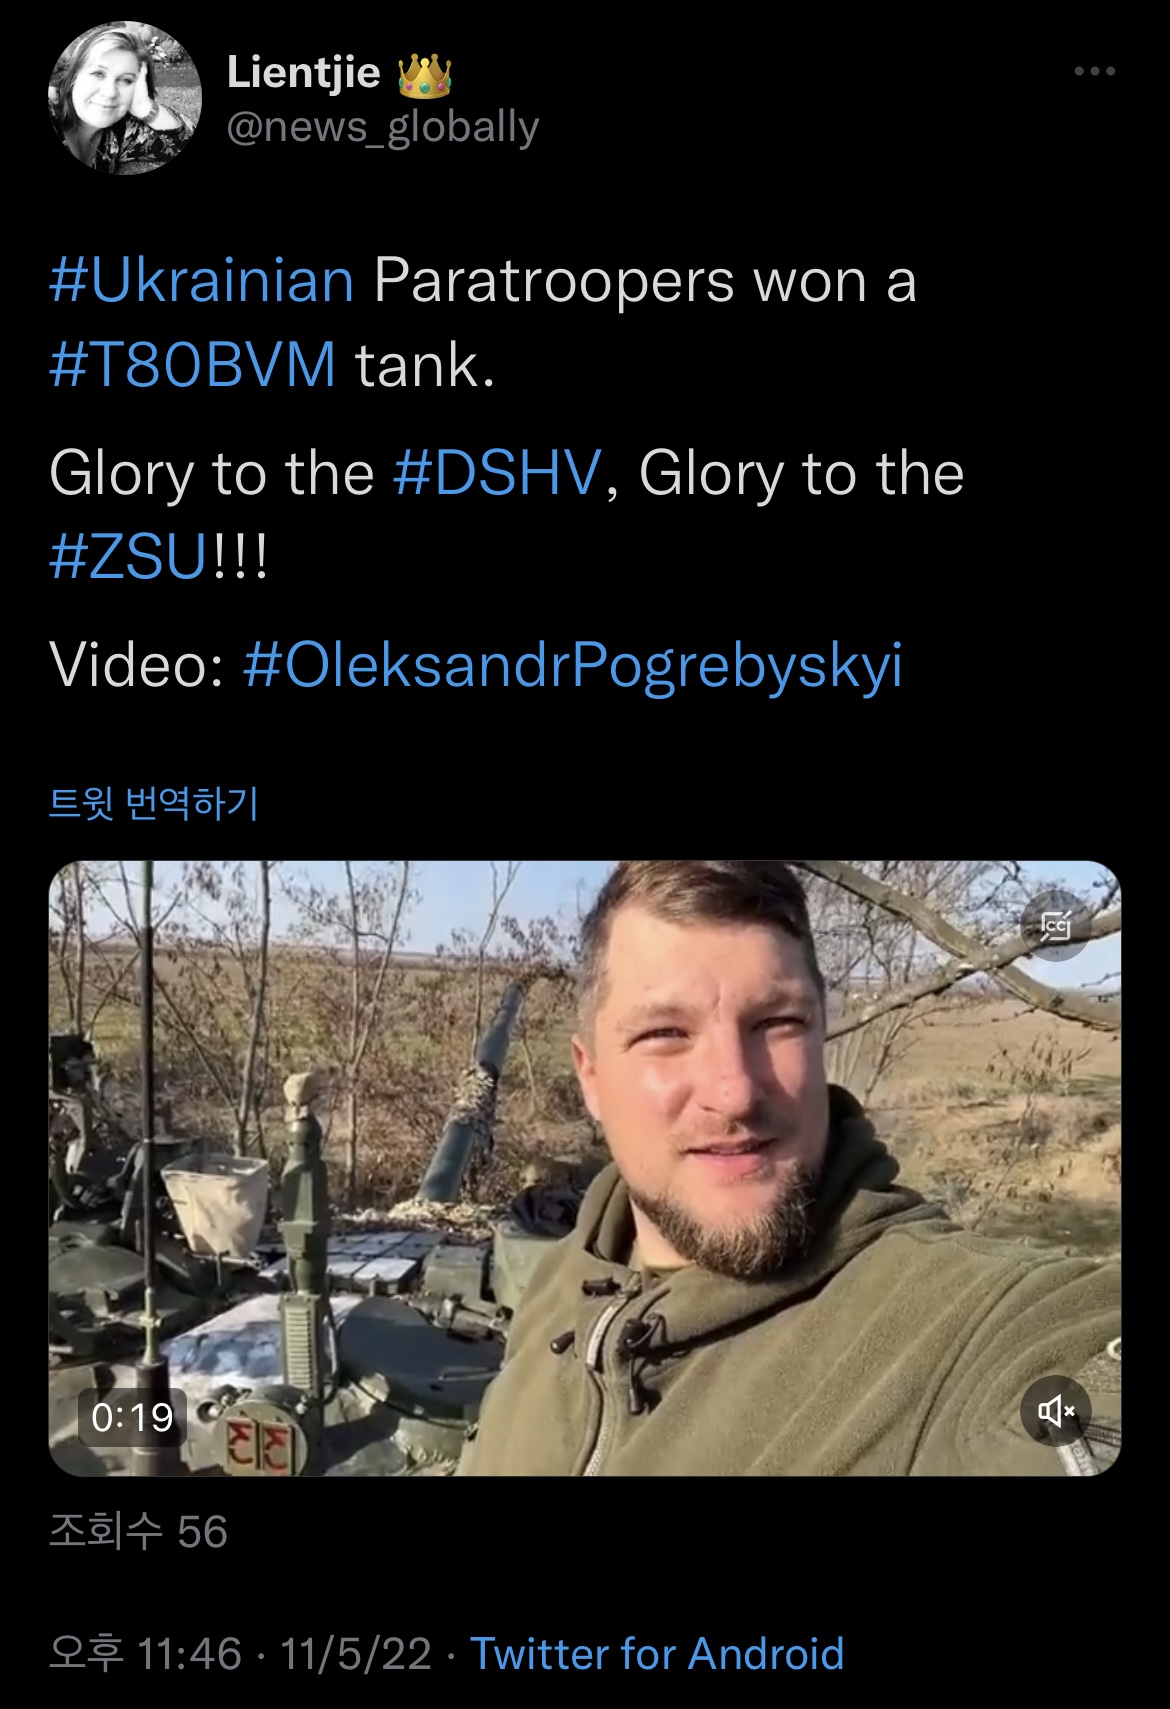 Lientjie 👑
@news_globally
#Ukrainian Paratroopers won a
#T80BVM tank.
Glory to the #DSHV, Glory to the
#ZSU!!!
Video: #OleksandrPogrebyskyi
트윗 번역하기
CC
0:19
조회수 56
오후 11:46 · 11/5/22 · Twitter for Android